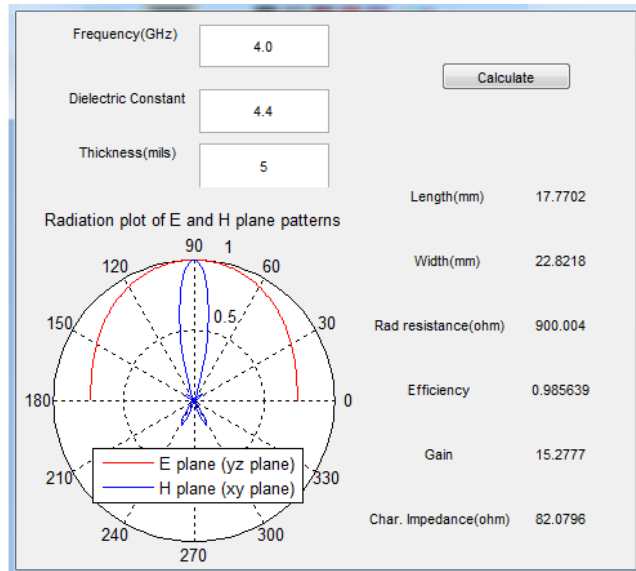 Frequency(GHz) 4.0
Calculate
Dielectric Constant 4.4
Thickness(mils) 5
Length(mm) 17.7702
Radiation plot of E and H plane patterns
90 1
120 60
Width(mm) 22.8218
0.5
150 30
Rad resistance(ohm) 900.004
180 0
Efficiency 0.985639
Gain 15.2777
E plane (yz plane)
210 330
H plane (xy plane)
Char. Impedance(ohm) 82.0796
240 300
270